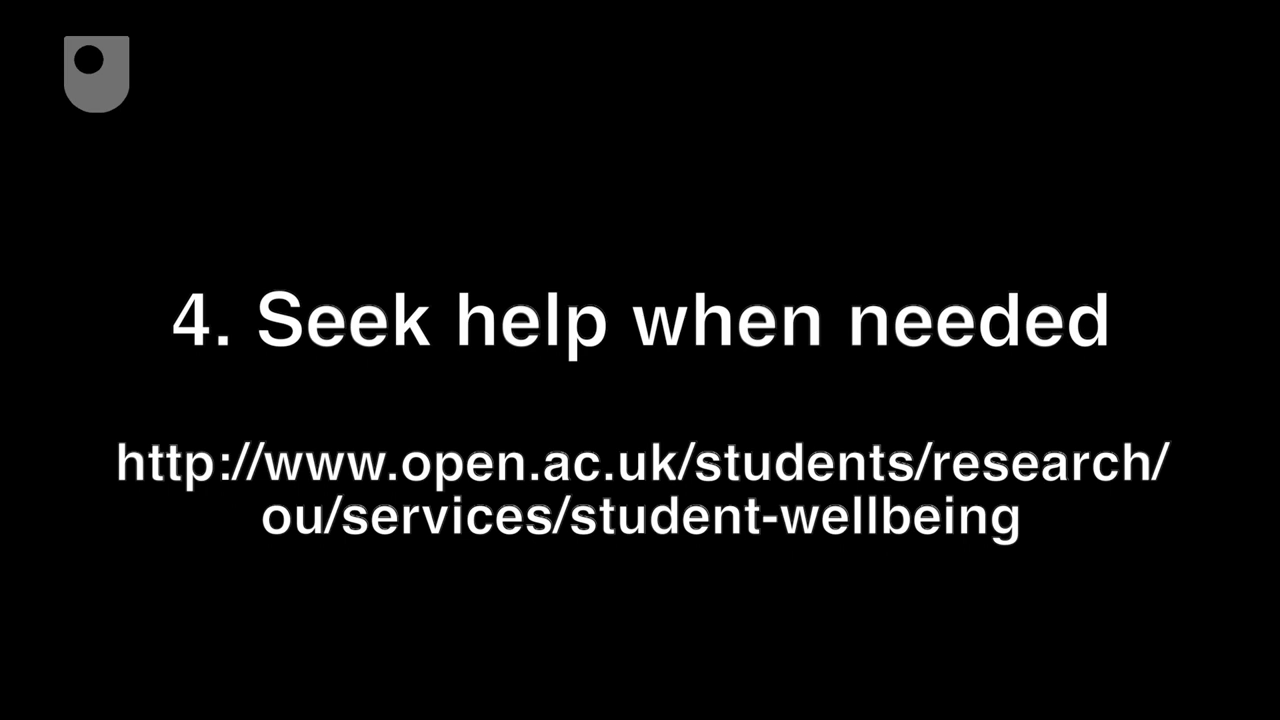 4. Seek help when needed
http://www.open.ac.uk/students/research/
ou/services/student-wellbeing